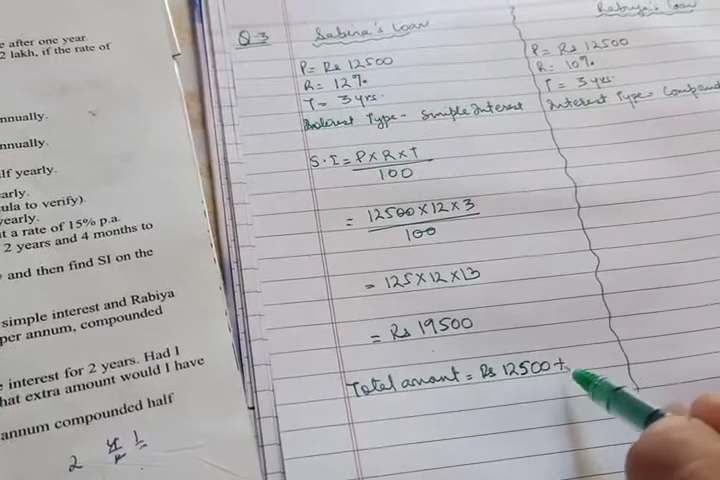 e after one year.
2 lakh, if the rate of
nnually.
nnually.
lf yearly.
arly.
ula to verify).
yearly.
t a rate of 15% p.a.
2 years and 4 months to
and then find SI on the
simple interest and Rabiya
per annum, compounded
interest for 2 years. Had I
hat extra amount would I have
annum compounded half
2
Q-3
Sabina's Loan
P = Rs 12500
R = 12%
T = 3 yrs.
Interest Type - Simple Interest
S.I = P×R×T
100
= 12500×12×3
100
= 125×12×13
= Rs 19500
Total amant = Rs 12500 +
Loan
P = Rs 12500
R = 10%
T = 3 yrs.
Interest Type = Compound